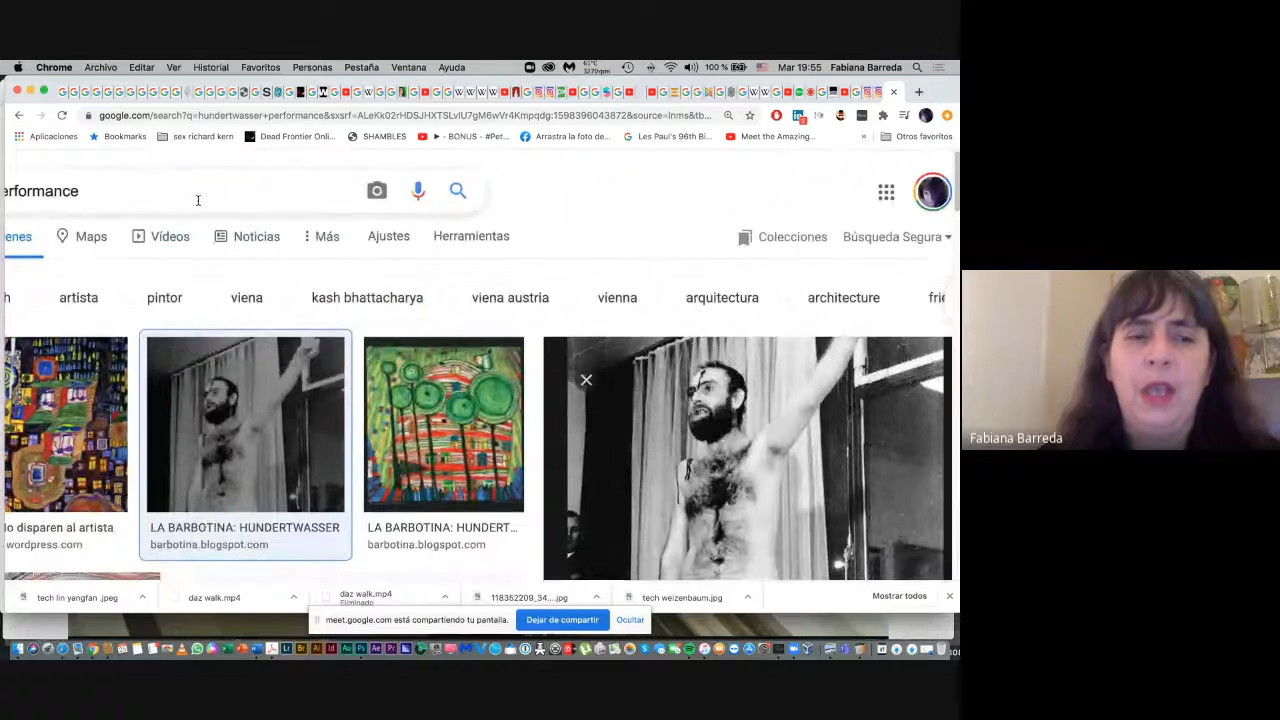 Chrome Archivo Editar Ver Historial Favoritos Personas Pestaña Ventana Ayuda
61°C
3270rpm
100 % Mar 19:55 Fabiana Barreda
google.com/search?q=hundertwasser+performance&sxsrf=ALeKk02rHDSJHXTSLvlU7gM6wVr4Kmpqdg:1598396043872&source=lnms&tb...
Aplicaciones Bookmarks sex richard kern Dead Frontier Onli... SHAMBLES ► - BONUS - #Pet... Arrastra la foto de... Les Paul's 96th Bi... Meet the Amazing... » Otros favoritos
erformance
enes Maps Vídeos Noticias Más Ajustes Herramientas Colecciones Búsqueda Segura
h artista pintor viena kash bhattacharya viena austria vienna arquitectura architecture frie
lo disparen al artista
wordpress.com
LA BARBOTINA: HUNDERTWASSER
barbotina.blogspot.com
LA BARBOTINA: HUNDERT...
barbotina.blogspot.com
Fabiana Barreda
tech lin yangfan .jpeg daz walk.mp4 daz walk.mp4
Eliminado
118352209_34....jpg tech weizenbaum.jpg Mostrar todos
meet.google.com está compartiendo tu pantalla. Dejar de compartir Ocultar